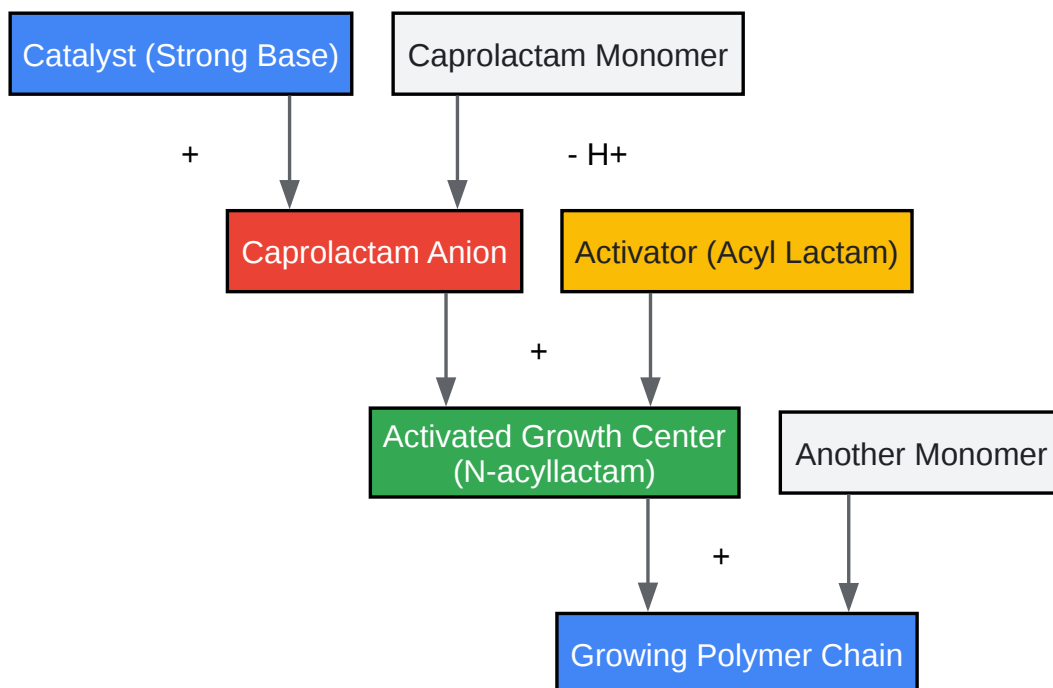 Catalyst (Strong Base)
Caprolactam Monomer
+
- H+
Caprolactam Anion
Activator (Acyl Lactam)
+
Activated Growth Center
(N-acyllactam)
Another Monomer
+
Growing Polymer Chain